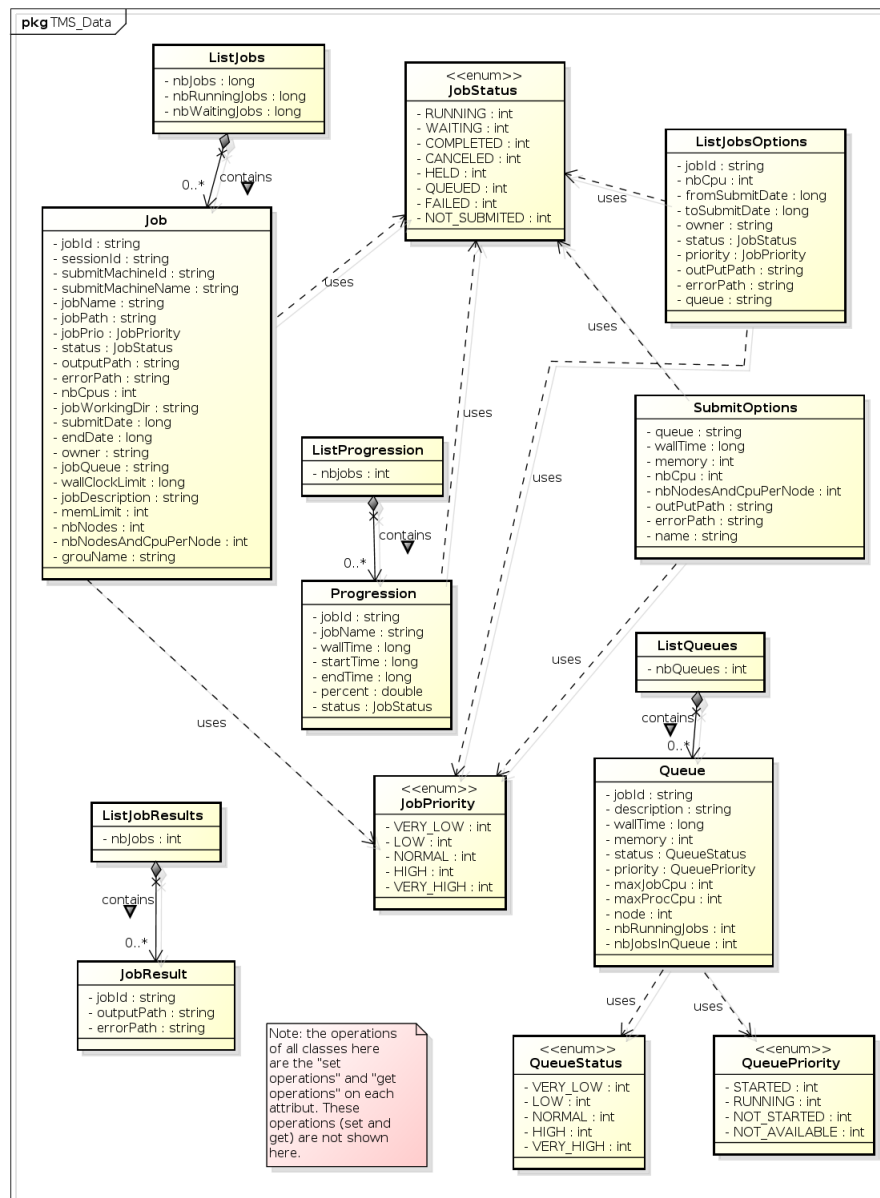 pkg TMS_Data
ListJobs
- nbJobs : long
- nbRunningJobs : long
- nbWaitingJobs : long
contains
0..*
Job
- jobId : string
- sessionId : string
- submitMachineId : string
- submitMachineName : string
- jobName : string
- jobPath : string
- jobPrio : JobPriority
- status : JobStatus
- outputPath : string
- errorPath : string
- nbCpus : int
- jobWorkingDir : string
- submitDate : long
- endDate : long
- owner : string
- jobQueue : string
- wallClockLimit : long
- jobDescription : string
- memLimit : int
- nbNodes : int
- nbNodesAndCpuPerNode : int
- grouName : string
<<enum>>
JobStatus
- RUNNING : int
- WAITING : int
- COMPLETED : int
- CANCELED : int
- HELD : int
- QUEUED : int
- FAILED : int
- NOT_SUBMITED : int
ListJobsOptions
- jobId : string
- nbCpu : int
- fromSubmitDate : long
- toSubmitDate : long
- owner : string
- status : JobStatus
- priority : JobPriority
- outPutPath : string
- errorPath : string
- queue : string
uses
uses
uses
uses
uses
SubmitOptions
- queue : string
- wallTime : long
- memory : int
- nbCpu : int
- nbNodesAndCpuPerNode : int
- outPutPath : string
- errorPath : string
- name : string
ListProgression
- nbjobs : int
contains
0..*
Progression
- jobId : string
- jobName : string
- wallTime : long
- startTime : long
- endTime : long
- percent : double
- status : JobStatus
uses
uses
ListQueues
- nbQueues : int
contains
0..*
Queue
- jobId : string
- description : string
- wallTime : long
- memory : int
- status : QueueStatus
- priority : QueuePriority
- maxJobCpu : int
- maxProcCpu : int
- node : int
- nbRunningJobs : int
- nbJobsInQueue : int
<<enum>>
JobPriority
- VERY_LOW : int
- LOW : int
- NORMAL : int
- HIGH : int
- VERY_HIGH : int
ListJobResults
- nbJobs : int
contains
0..*
JobResult
- jobId : string
- outputPath : string
- errorPath : string
Note: the operations
of all classes here
are the "set
operations" and "get
operations" on each
attribut. These
operations (set and
get) are not shown
here.
uses
uses
<<enum>>
QueueStatus
- VERY_LOW : int
- LOW : int
- NORMAL : int
- HIGH : int
- VERY_HIGH : int
<<enum>>
QueuePriority
- STARTED : int
- RUNNING : int
- NOT_STARTED : int
- NOT_AVAILABLE : int